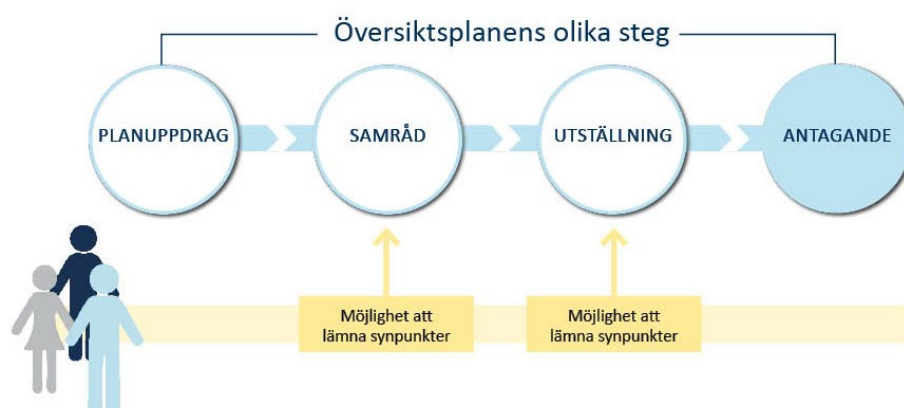 Översiktsplanens olika steg
PLANUPPDRAG
SAMRÅD
UTSTÄLLNING
ANTAGANDE
Möjlighet att
lämna synpunkter
Möjlighet att
lämna synpunkter